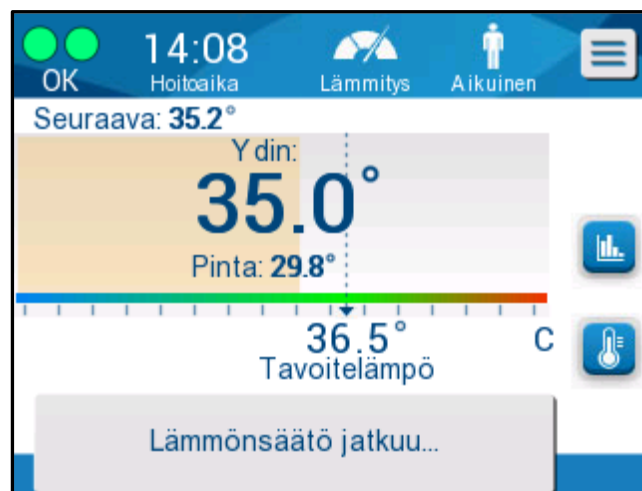 OK
14:08
Hoitoaika
Lämmitys
Aikuinen
Seuraava: 35.2°
Ydin:
35.0°
Pinta: 29.8°
36.5°
C
Tavoitelämpö
Lämmönsäätö jatkuu...